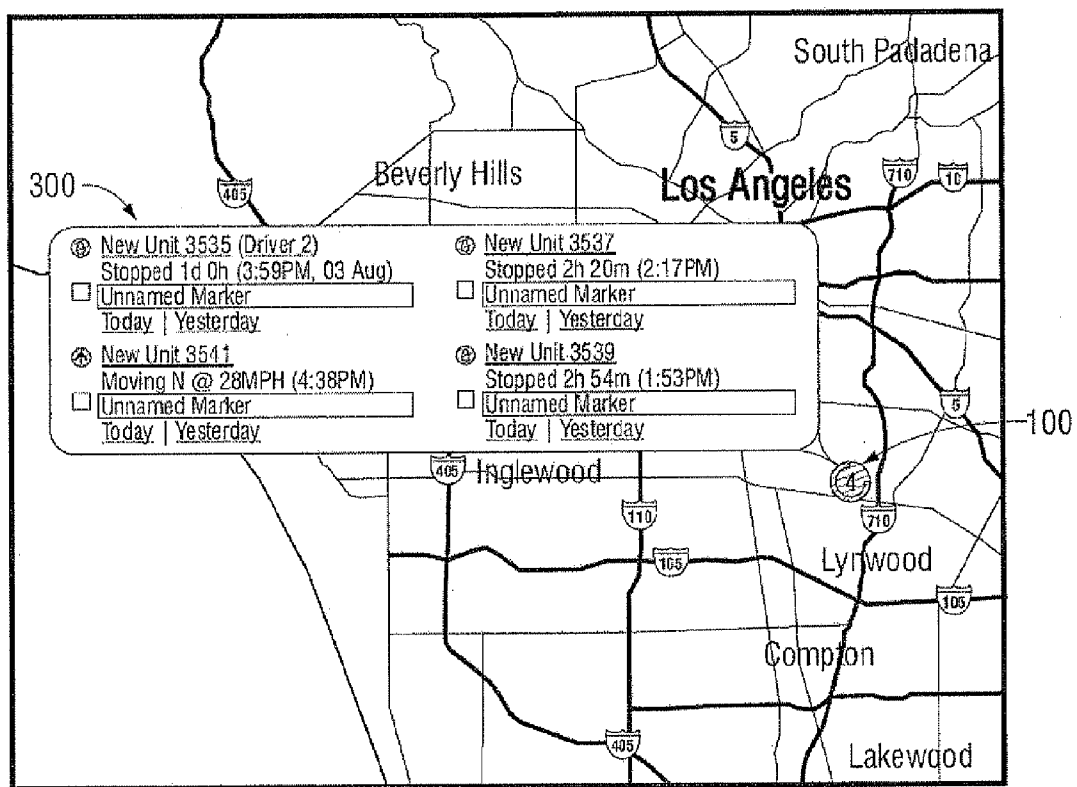 South Padadena
5
Beverly Hills
Los Angeles
710
10
300
405
New Unit 3535 (Driver 2)
Stopped 1d 0h (3:59PM, 03 Aug)
Unnamed Marker
Today | Yesterday
New Unit 3537
Stopped 2h 20m (2:17PM)
Unnamed Marker
Today | Yesterday
New Unit 3541
Moving N @ 28MPH (4:38PM)
Unnamed Marker
Today | Yesterday
New Unit 3539
Stopped 2h 54m (1:53PM)
Unnamed Marker
Today | Yesterday
5
100
405
Inglewood
4
110
710
105
Lynwood
105
Compton
405
Lakewood